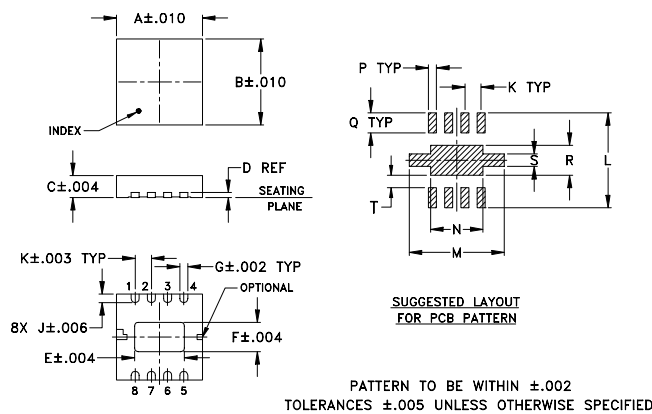 A±.010
B±.010
INDEX
C±.004
D REF
SEATING
PLANE
K±.003 TYP
G±.002 TYP
1 2 3 4
OPTIONAL
8X J±.006
F±.004
E±.004
8 7 6 5
P TYP
K TYP
Q TYP
S
R
L
T
N
M
SUGGESTED LAYOUT
FOR PCB PATTERN
PATTERN TO BE WITHIN ±.002
TOLERANCES ±.005 UNLESS OTHERWISE SPECIFIED